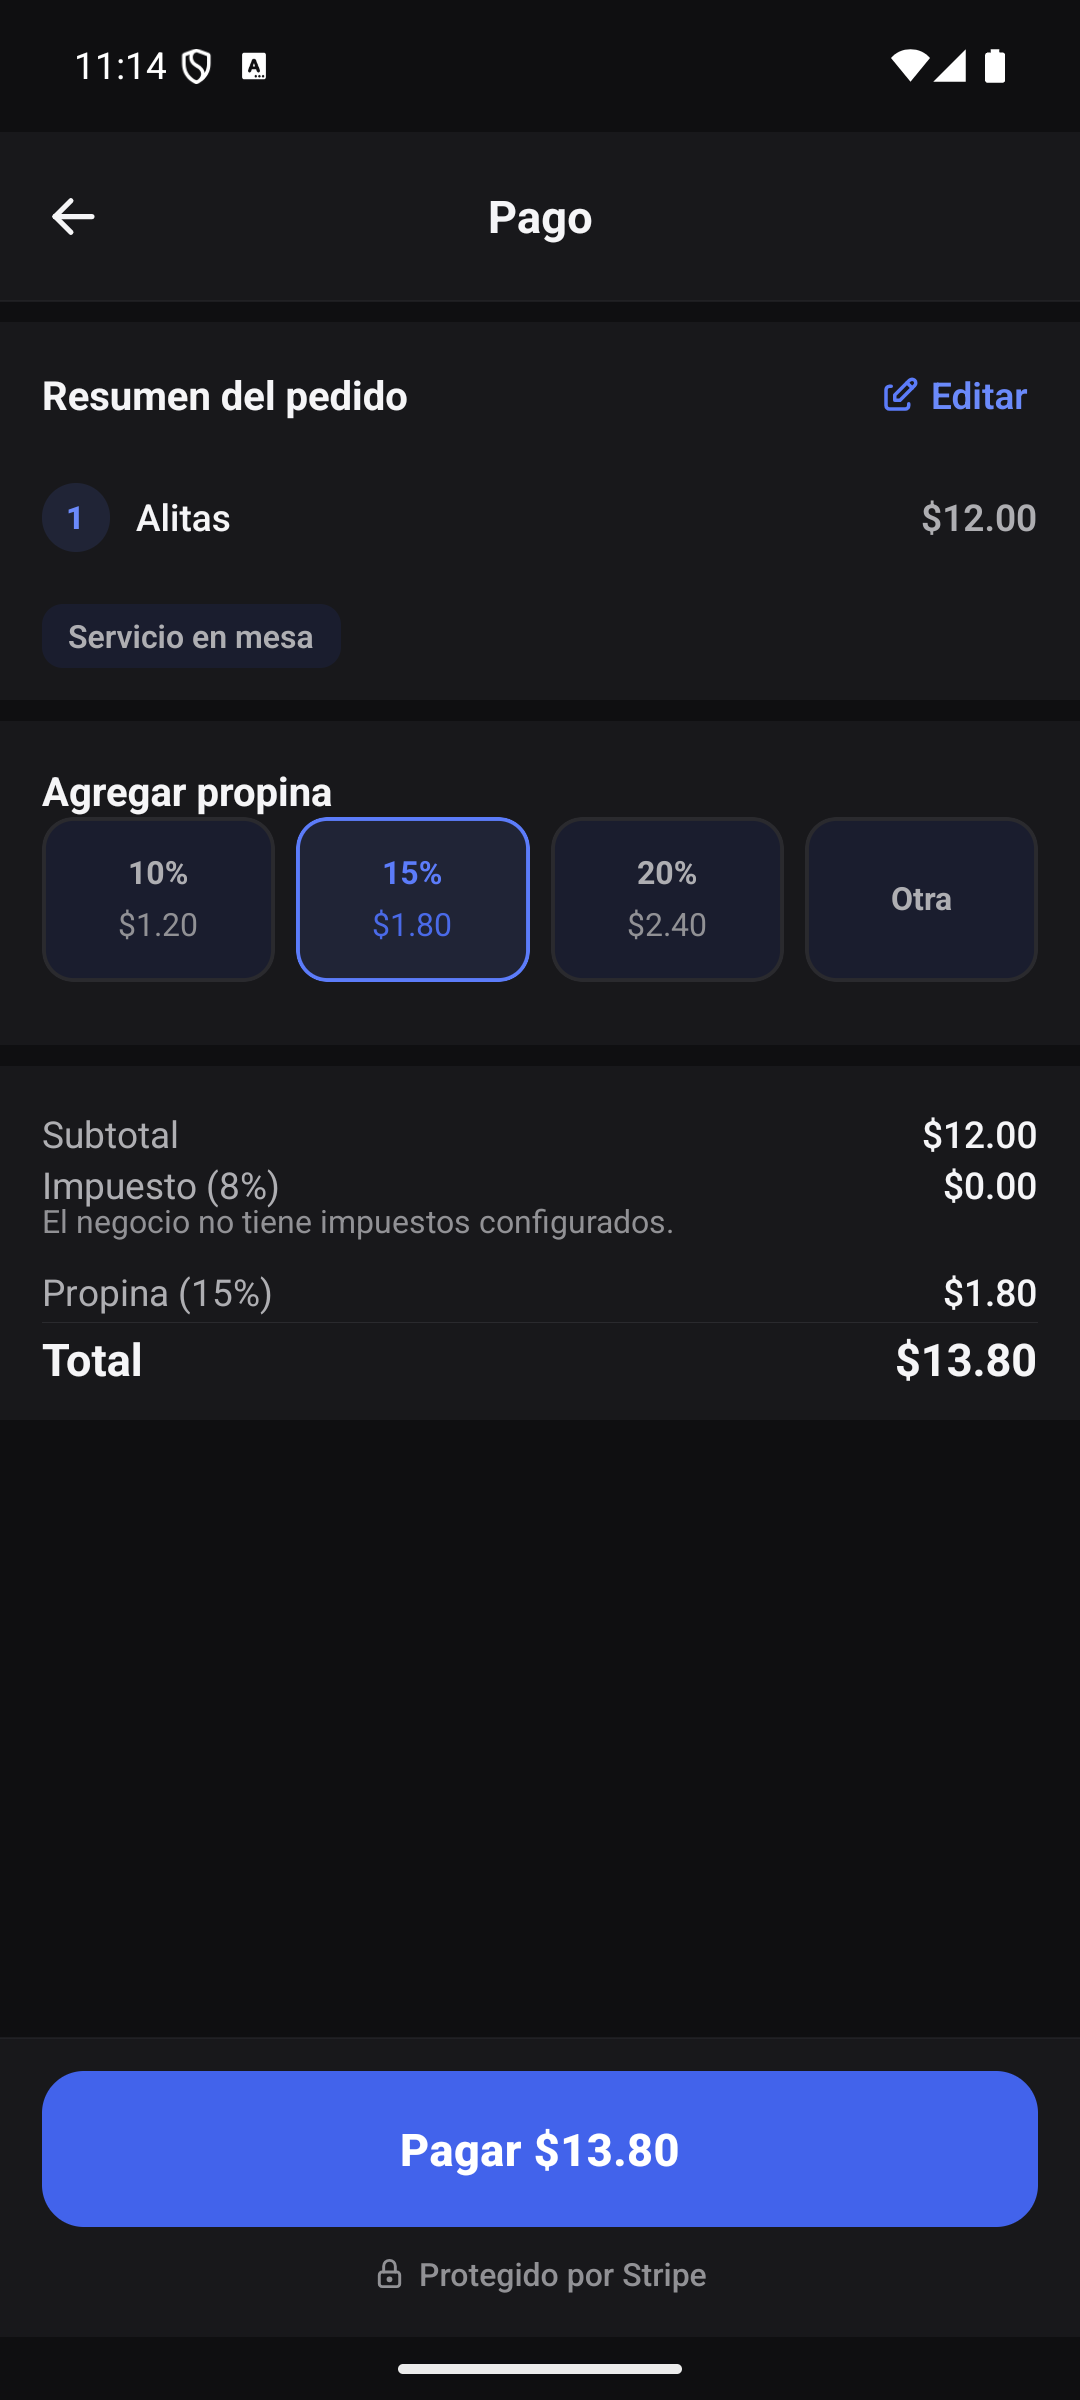 11:14
Pago
Resumen del pedido
Editar
1 Alitas $12.00
Servicio en mesa
Agregar propina
10% 15% 20% Otra
$1.20 $1.80 $2.40
Subtotal $12.00
Impuesto (8%) $0.00
El negocio no tiene impuestos configurados.
Propina (15%) $1.80
Total $13.80
Pagar $13.80
Protegido por Stripe